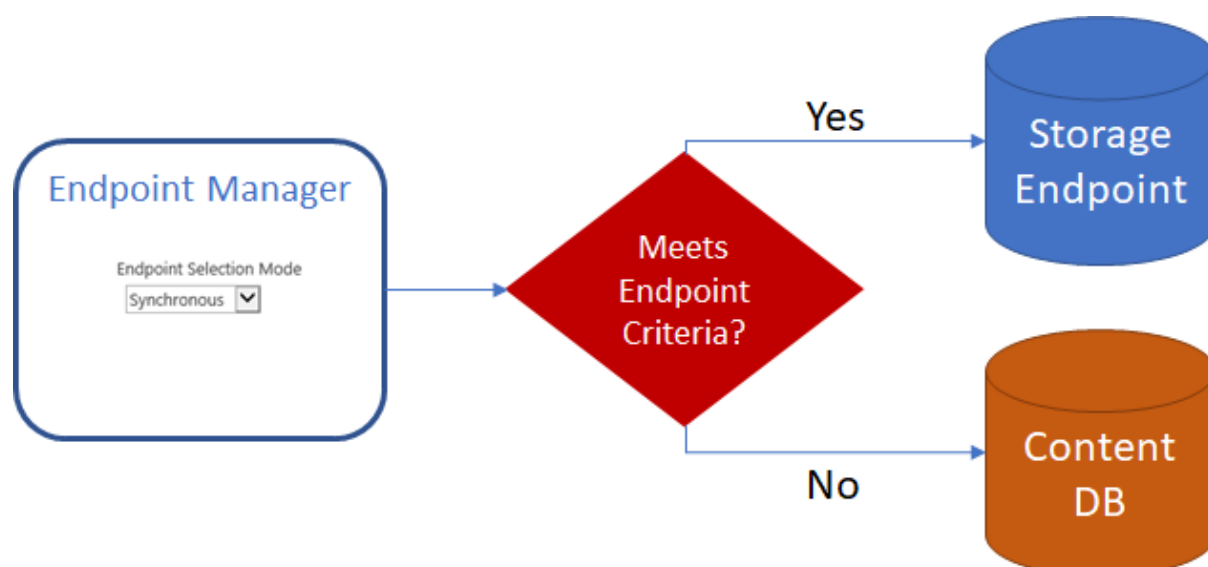 Endpoint Manager
Endpoint Selection Mode
Synchronous
Meets
Endpoint
Criteria?
Yes
Storage
Endpoint
No
Content
DB